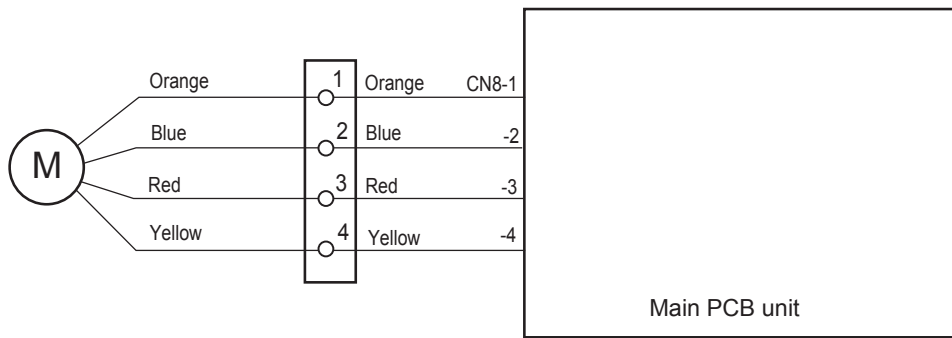 Orange 1 Orange CN8-1
Blue 2 Blue -2
M
Red 3 Red -3
Yellow 4 Yellow -4
Main PCB unit